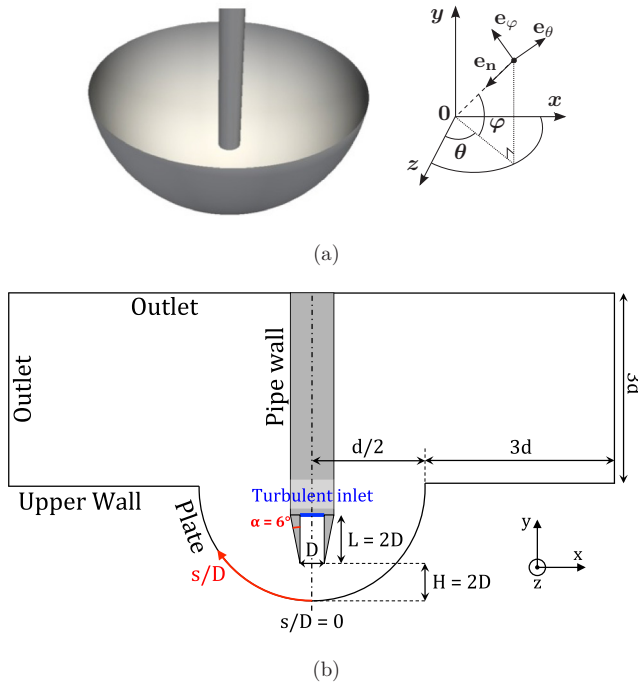 y
e_φ
e_θ
e_n
0
x
φ
θ
z
(a)
Outlet
Outlet
Pipe wall
3d
d/2
3d
Upper Wall
Turbulent inlet
Plate
α = 6°
D
L = 2D
s/D
H = 2D
s/D = 0
y
x
z
(b)